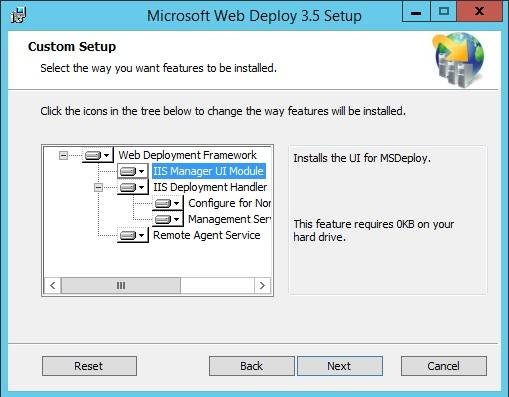 Microsoft Web Deploy 3.5 Setup
Custom Setup
Select the way you want features to be installed.
Click the icons in the tree below to change the way features will be installed.
Web Deployment Framework
IIS Manager UI Module
IIS Deployment Handler
Configure for Nor
Management Ser
Remote Agent Service
Installs the UI for MSDeploy.
This feature requires 0KB on your
hard drive.
Reset
Back
Next
Cancel